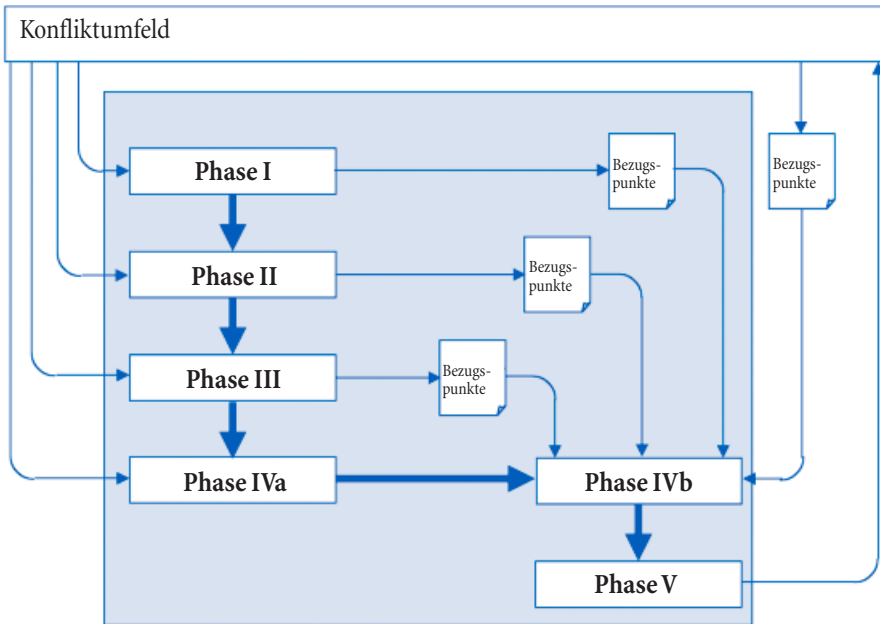 Konfliktumfeld
Phase I
Bezugs-
punkte
Bezugs-
punkte
Phase II
Bezugs-
punkte
Phase III
Bezugs-
punkte
Phase IVa
Phase IVb
Phase V